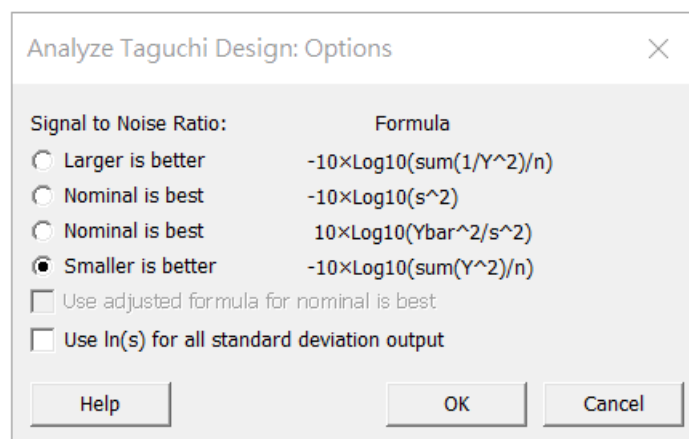 Analyze Taguchi Design: Options
Signal to Noise Ratio: Formula
Larger is better -10×Log10(sum(1/Y^2)/n)
Nominal is best -10×Log10(s^2)
Nominal is best 10×Log10(Ybar^2/s^2)
Smaller is better -10×Log10(sum(Y^2)/n)
Use adjusted formula for nominal is best
Use ln(s) for all standard deviation output
Help OK Cancel